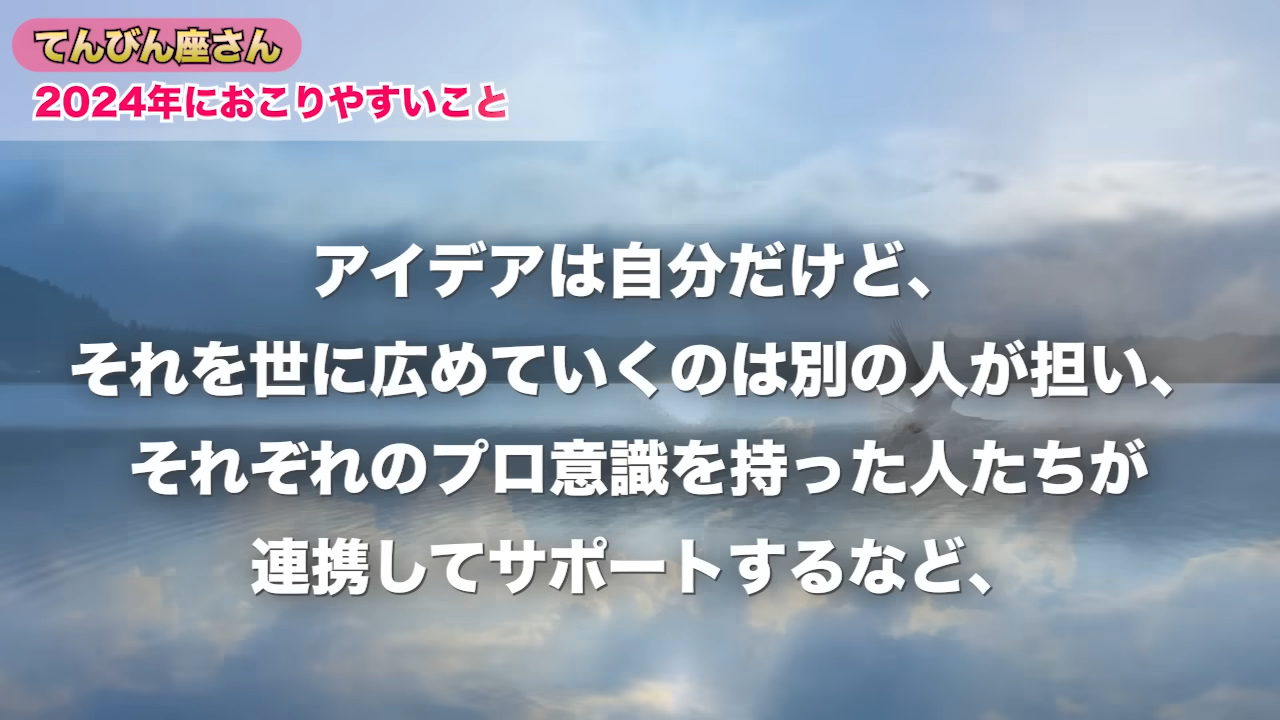 てんびん座さん
2024年におこりやすいこと
アイデアは自分だけど、
それを世に広めていくのは別の人が担い、
それぞれのプロ意識を持った人たちが
連携してサポートするなど、